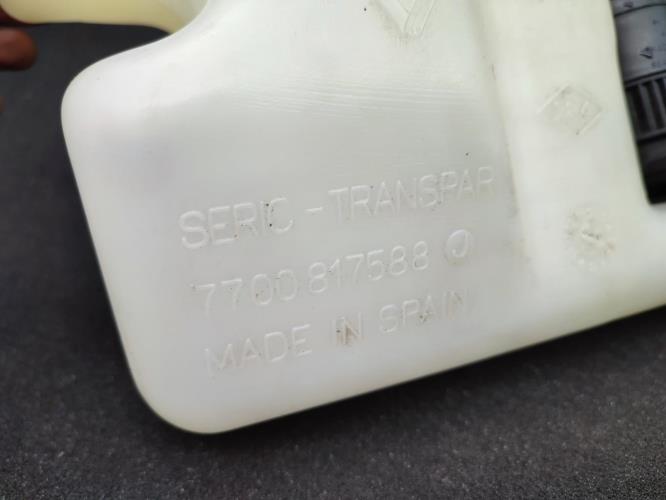 SERIC - TRANSPAR
7700 817588 J
MADE IN SPAIN